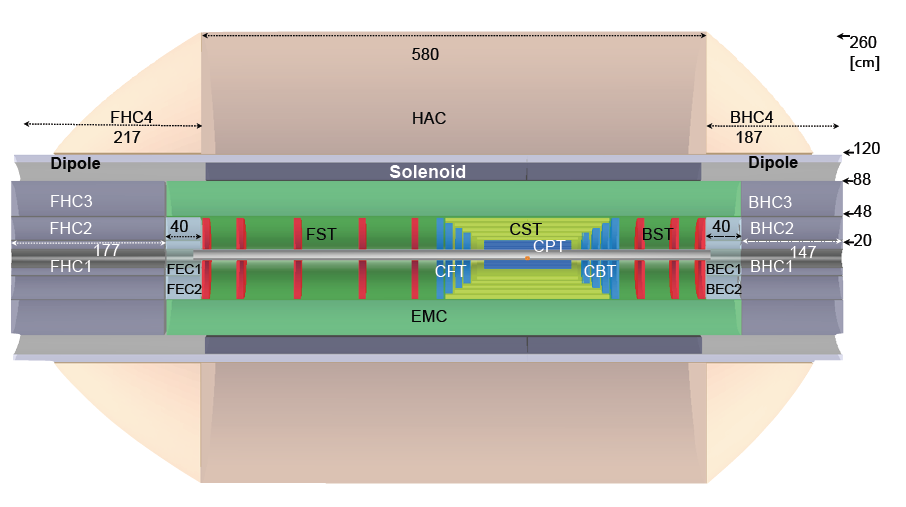 260
[cm]
580
FHC4
217
HAC
BHC4
187
120
Dipole
Solenoid
Dipole
88
FHC3
BHC3
48
FHC2
40
FST
CST
BST
40
BHC2
20
177
CPT
147
FHC1
FEC1
CFT
CBT
BEC1
BHC1
FEC2
BEC2
EMC